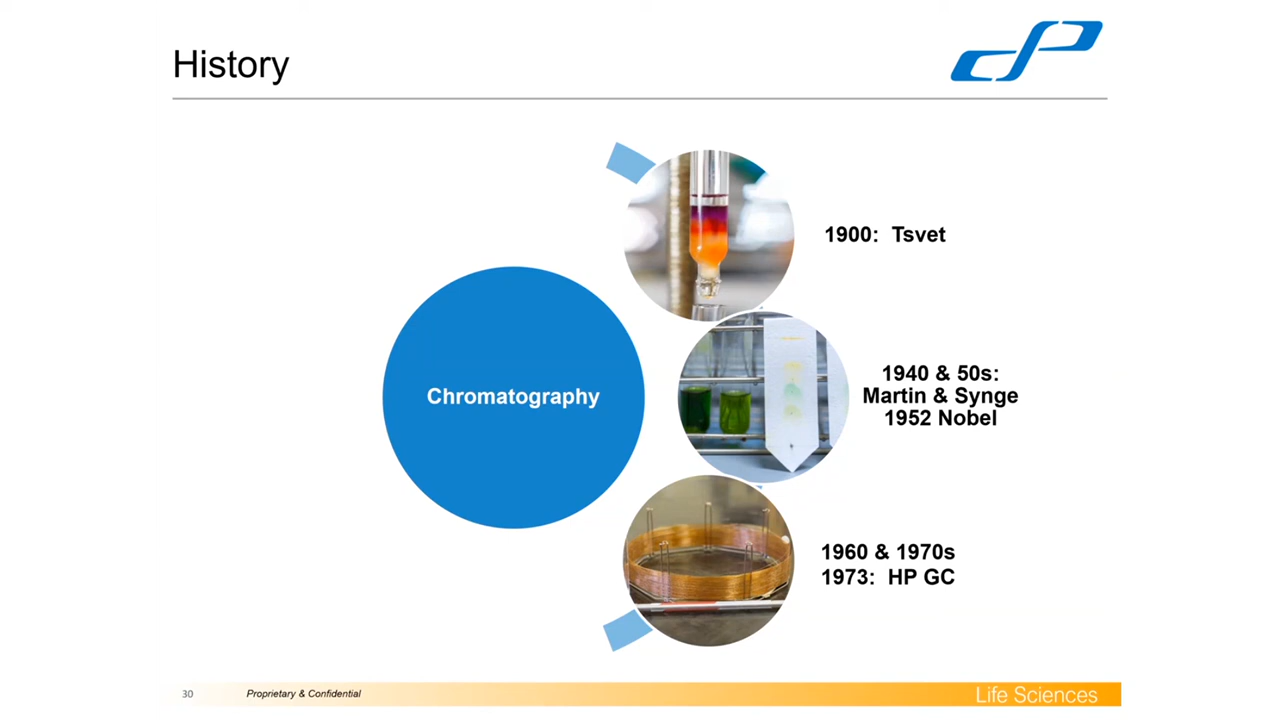 History
Chromatography
1900:  Tsvet
1940 & 50s:
Martin & Synge
1952 Nobel
1960 & 1970s
1973:  HP GC
30
Proprietary & Confidential
Life Sciences